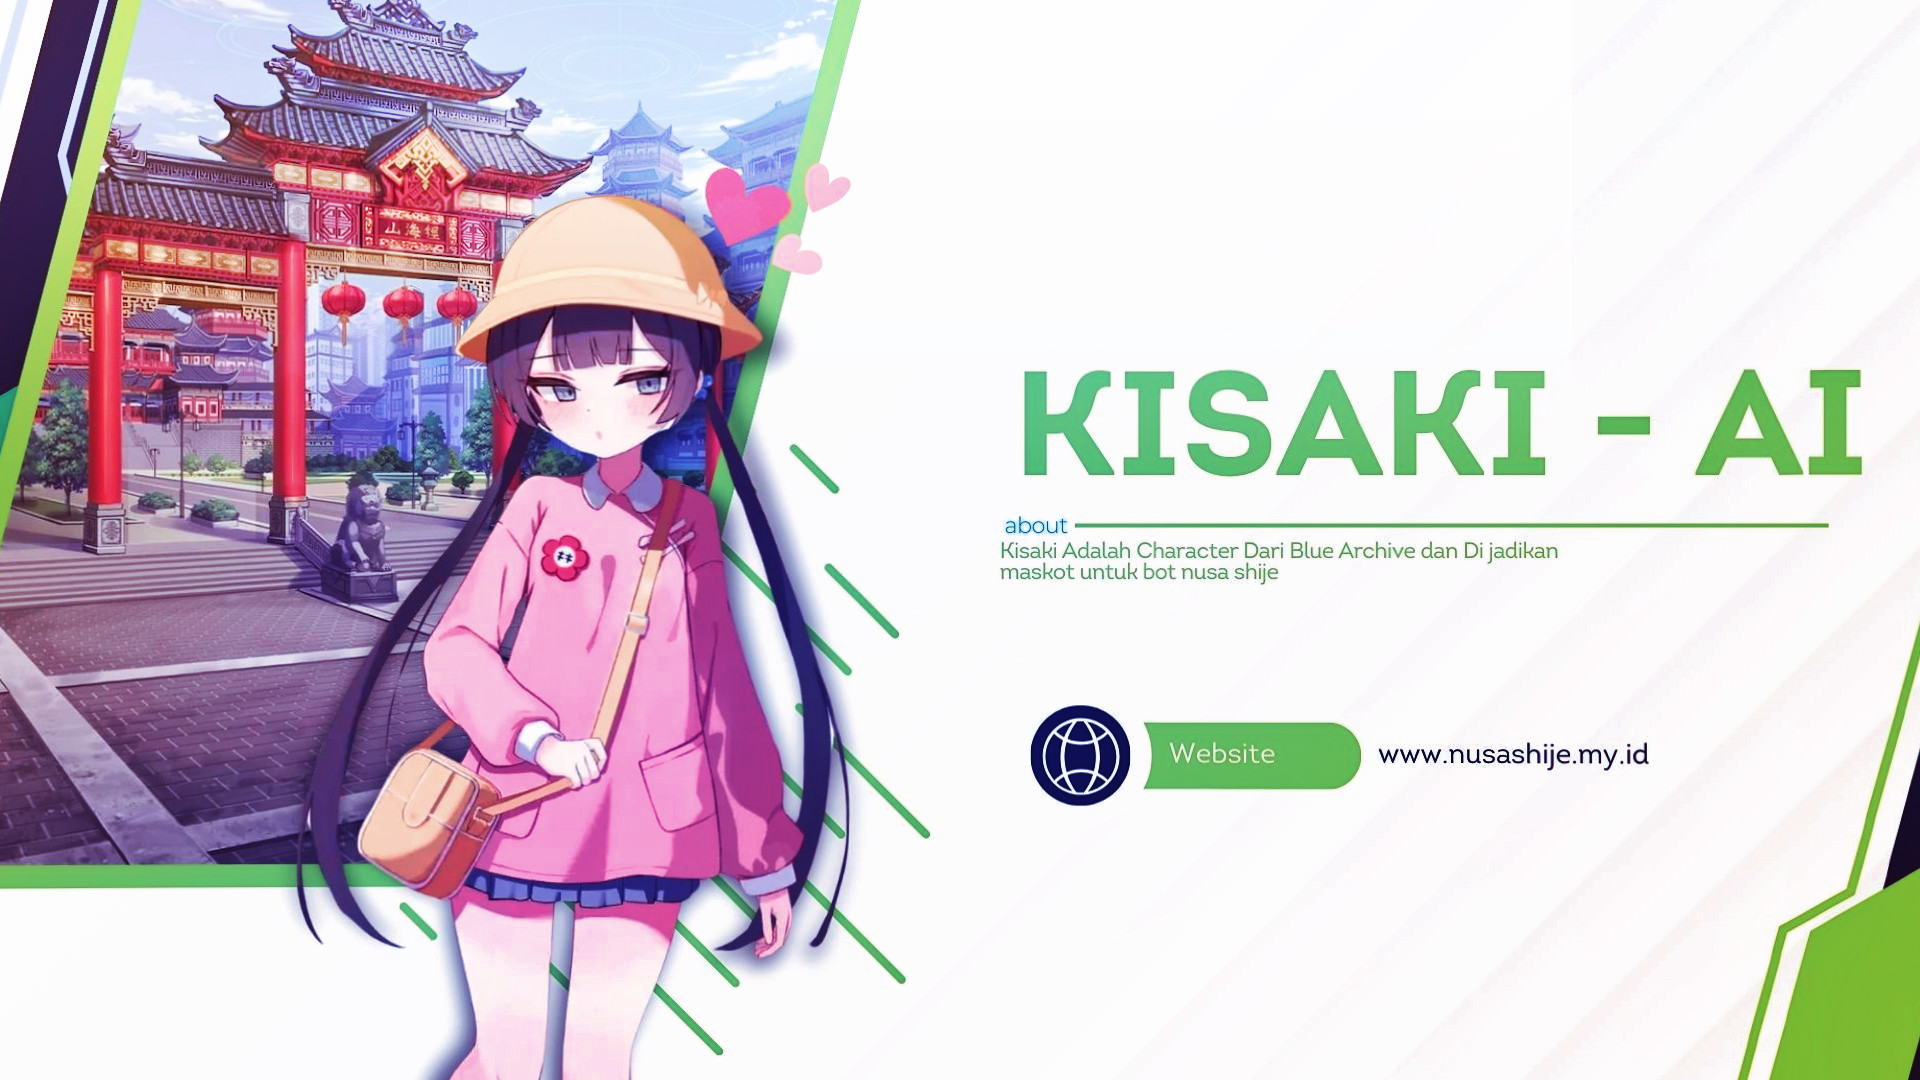 山海經
KISAKI - AI
about
Kisaki Adalah Character Dari Blue Archive dan Di jadikan
maskot untuk bot nusa shije
Website
www.nusashije.my.id